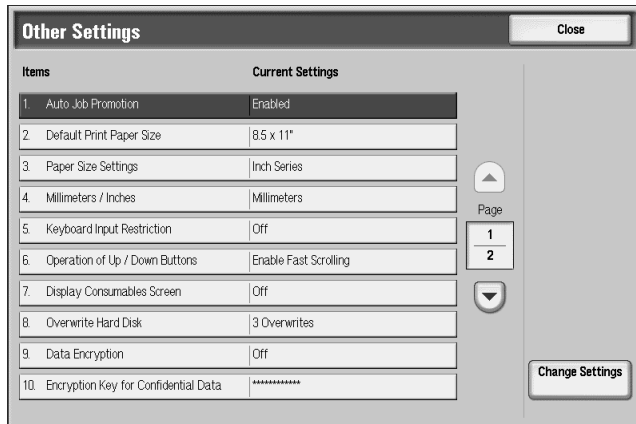 Other Settings
Close
Items Current Settings
1. Auto Job Promotion Enabled
2. Default Print Paper Size 8.5 x 11"
3. Paper Size Settings Inch Series
4. Millimeters / Inches Millimeters
5. Keyboard Input Restriction Off
6. Operation of Up / Down Buttons Enable Fast Scrolling
7. Display Consumables Screen Off
8. Overwrite Hard Disk 3 Overwrites
9. Data Encryption Off
10. Encryption Key for Confidential Data ************
Page
1
2
Change Settings